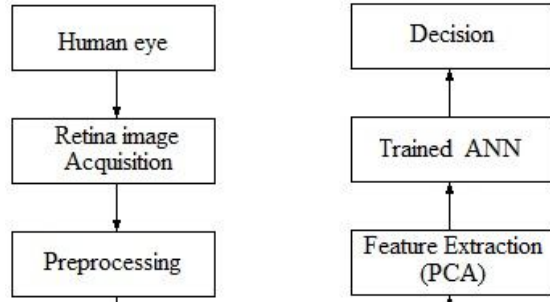 Human eye
Retina image
Acquisition
Preprocessing
Decision
Trained ANN
Feature Extraction
(PCA)